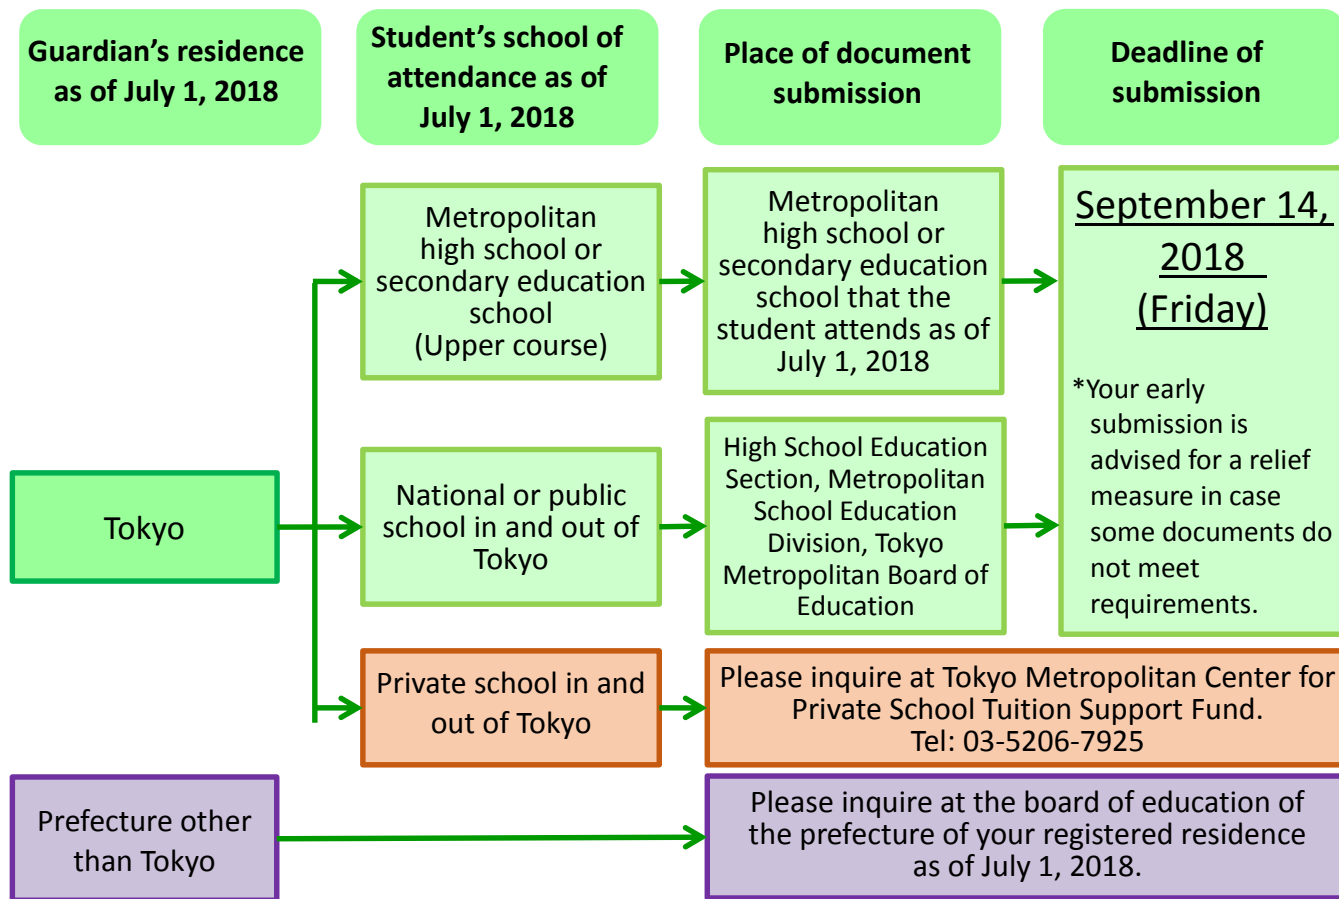 Guardian's residence
as of July 1, 2018
Student's school of
attendance as of
July 1, 2018
Place of document
submission
Deadline of
submission
Metropolitan
high school or
secondary education
school
(Upper course)
Metropolitan
high school or
secondary education
school that the
student attends as of
July 1, 2018
September 14,
2018
(Friday)
*Your early
submission is
advised for a relief
measure in case
some documents do
not meet
requirements.
Tokyo
National or public
school in and out of
Tokyo
High School Education
Section, Metropolitan
School Education
Division, Tokyo
Metropolitan Board of
Education
Private school in and
out of Tokyo
Please inquire at Tokyo Metropolitan Center for
Private School Tuition Support Fund.
Tel: 03-5206-7925
Prefecture other
than Tokyo
Please inquire at the board of education of
the prefecture of your registered residence
as of July 1, 2018.